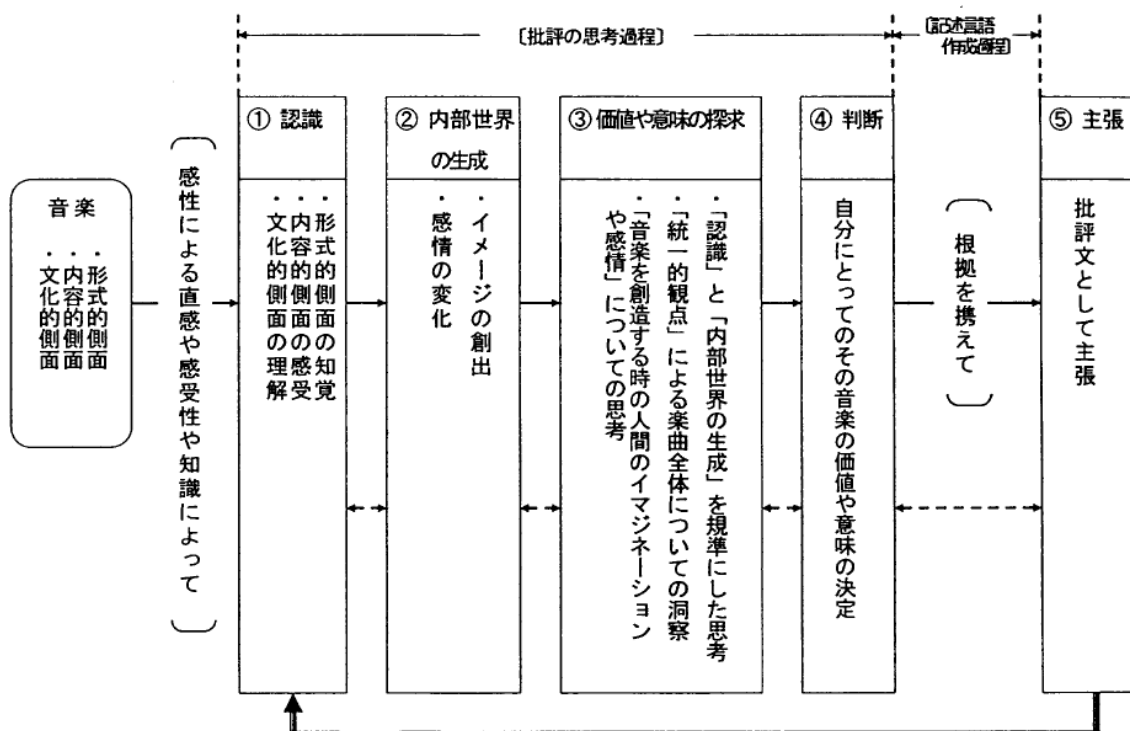 〔批評の思考過程〕
〔記述言語
作成過程〕
音楽
・形式的側面
・内容的側面
・文化的側面
感性による直感や感受性や知識によって
① 認識
・形式的側面の知覚
・内容的側面の感受
・文化的側面の理解
② 内部世界
の生成
・イメージの創出
・感情の変化
③ 価値や意味の探求
・「認識」と「内部世界の生成」を規準にした思考
・「統一的観点」による楽曲全体についての洞察
・「音楽を創造する時の人間のイマジネーション
や感情」についての思考
④ 判断
自分にとってのその音楽の価値や意味の決定
根拠を携えて
⑤ 主張
批評文として主張